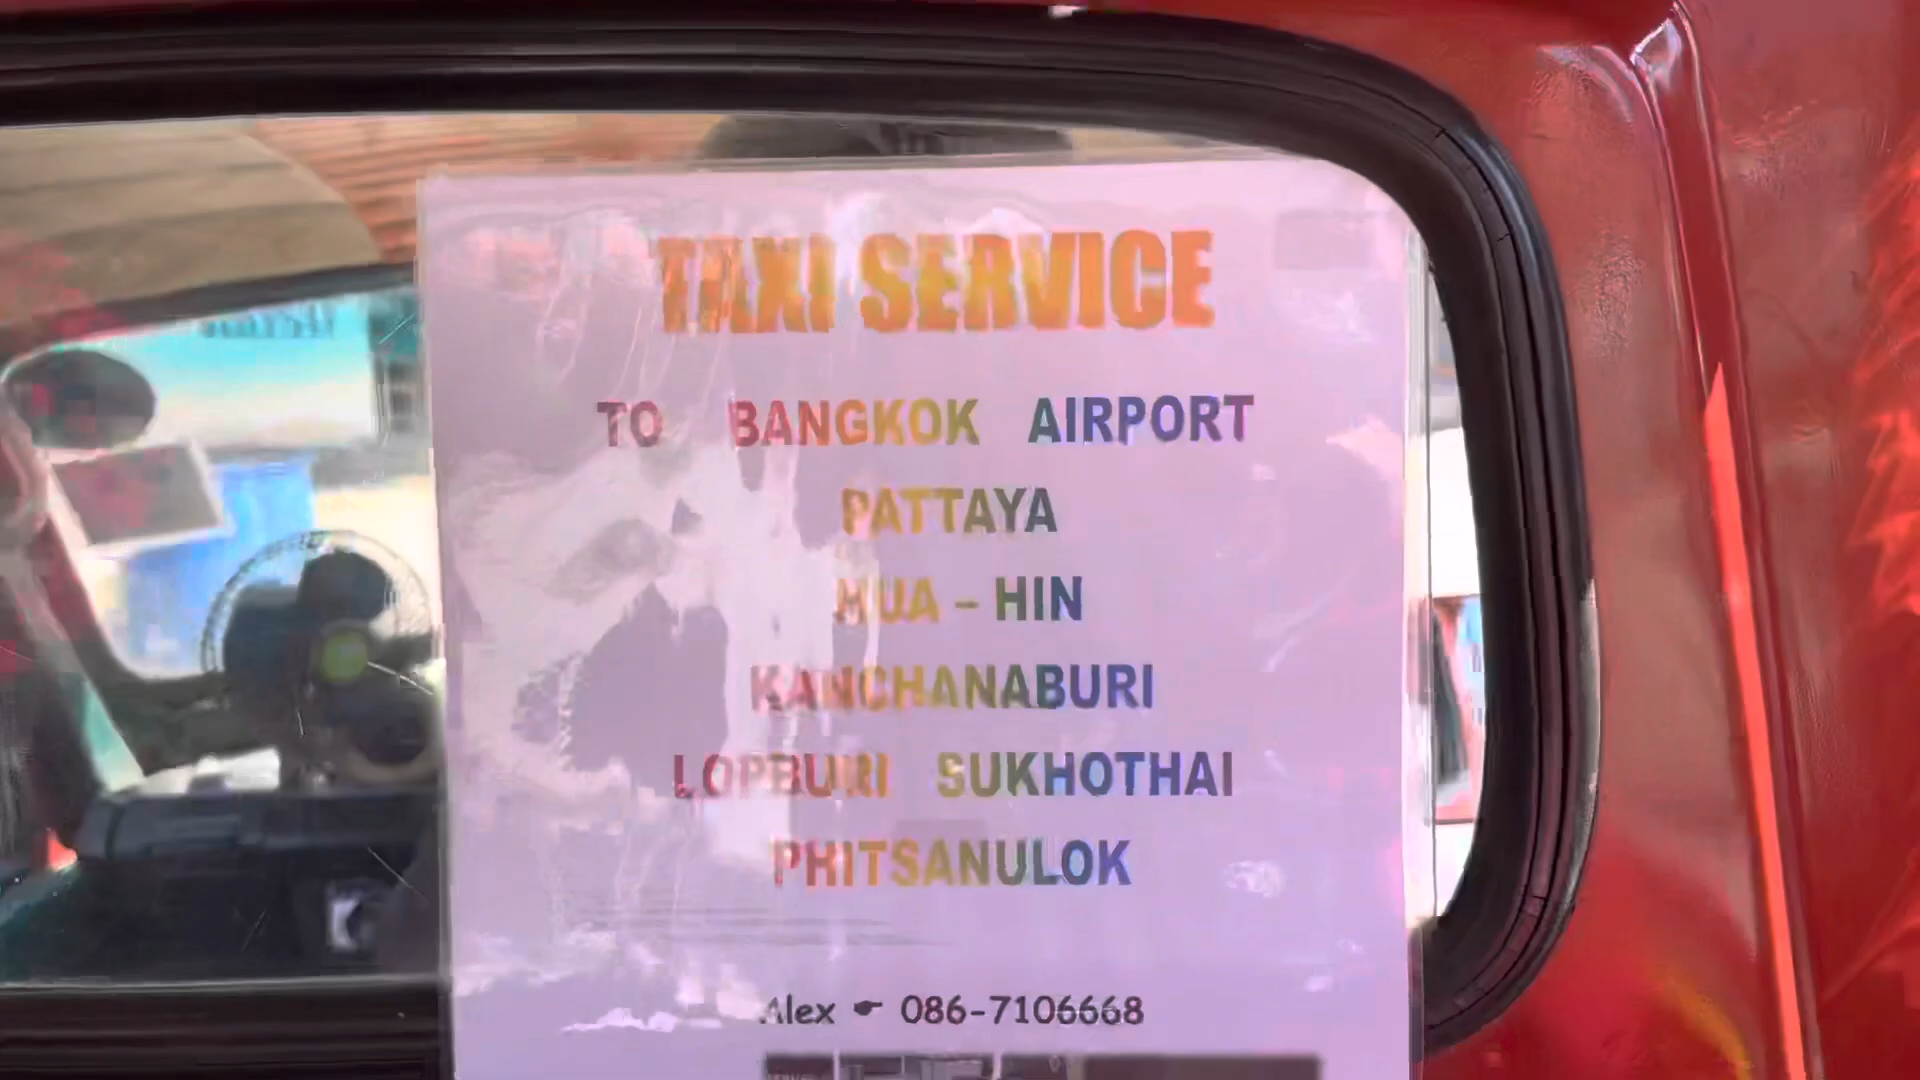 TAXI SERVICE
TO BANGKOK AIRPORT
PATTAYA
HUA – HIN
KANCHANABURI
LOPBURI SUKHOTHAI
PHITSANULOK
Alex ☛ 086-7106668